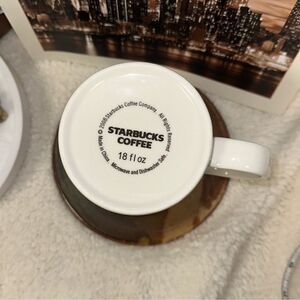 © 2008 Starbucks Coffee Company All Rights Reserved
STARBUCKS
COFFEE
18 fl oz
Made in China Microwave and Dishwasher Safe